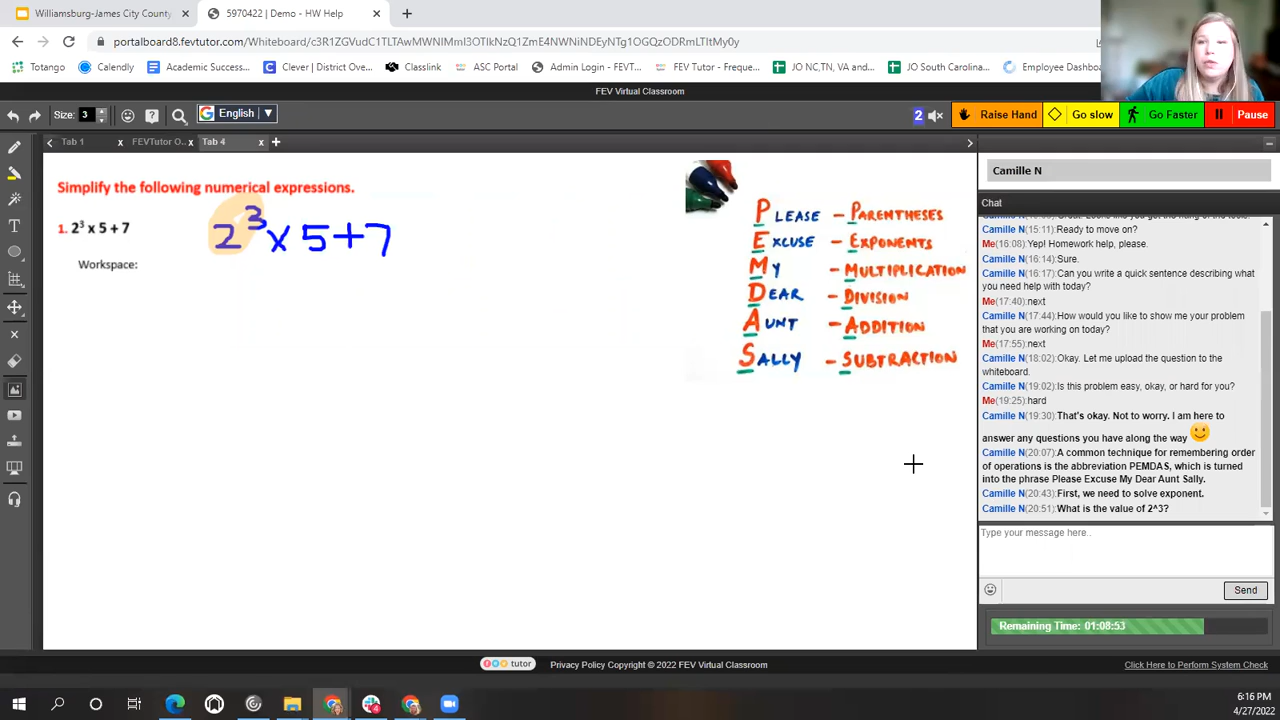 Williamsburg-James City County
5970422 | Demo - HW Help
portalboard8.fevtutor.com/Whiteboard/c3R1ZGVudC1TLTAwMWNIMmI3OTlkNzQ1ZmE4NWNiNDEyNTg1OGQzODRmLTItMy0y
Totango
Calendly
Academic Success...
Clever | District Ove...
Classlink
ASC Portal
Admin Login - FEVT...
FEV Tutor - Freque...
JO NC,TN, VA and...
JO South Carolina...
Employee Dashboa
FEV Virtual Classroom
Size: 3
English
2
Raise Hand
Go slow
Go Faster
Pause
Tab 1
FEVTutor O..
Tab 4
Simplify the following numerical expressions.
1. 2³ x 5 + 7
Workspace:
2³ x 5 + 7
PLEASE - PARENTHESES
EXCUSE - EXPONENTS
MY - MULTIPLICATION
DEAR - DIVISION
AUNT - ADDITION
SALLY - SUBTRACTION
Camille N
Chat
Camille N(15:11):Ready to move on?
Me(16:08):Yep! Homework help, please.
Camille N(16:14):Sure.
Camille N(16:17):Can you write a quick sentence describing what
you need help with today?
Me(17:40):next
Camille N(17:44):How would you like to show me your problem
that you are working on today?
Me(17:55):next
Camille N(18:02):Okay. Let me upload the question to the
whiteboard.
Camille N(19:02):Is this problem easy, okay, or hard for you?
Me(19:25):hard
Camille N(19:30):That's okay. Not to worry. I am here to
answer any questions you have along the way
Camille N(20:07):A common technique for remembering order
of operations is the abbreviation PEMDAS, which is turned
into the phrase Please Excuse My Dear Aunt Sally.
Camille N(20:43):First, we need to solve exponent.
Camille N(20:51):What is the value of 2^3?
Type your message here..
Send
Remaining Time: 01:08:53
fev tutor
Privacy Policy Copyright © 2022 FEV Virtual Classroom
Click Here to Perform System Check
6:16 PM
4/27/2022